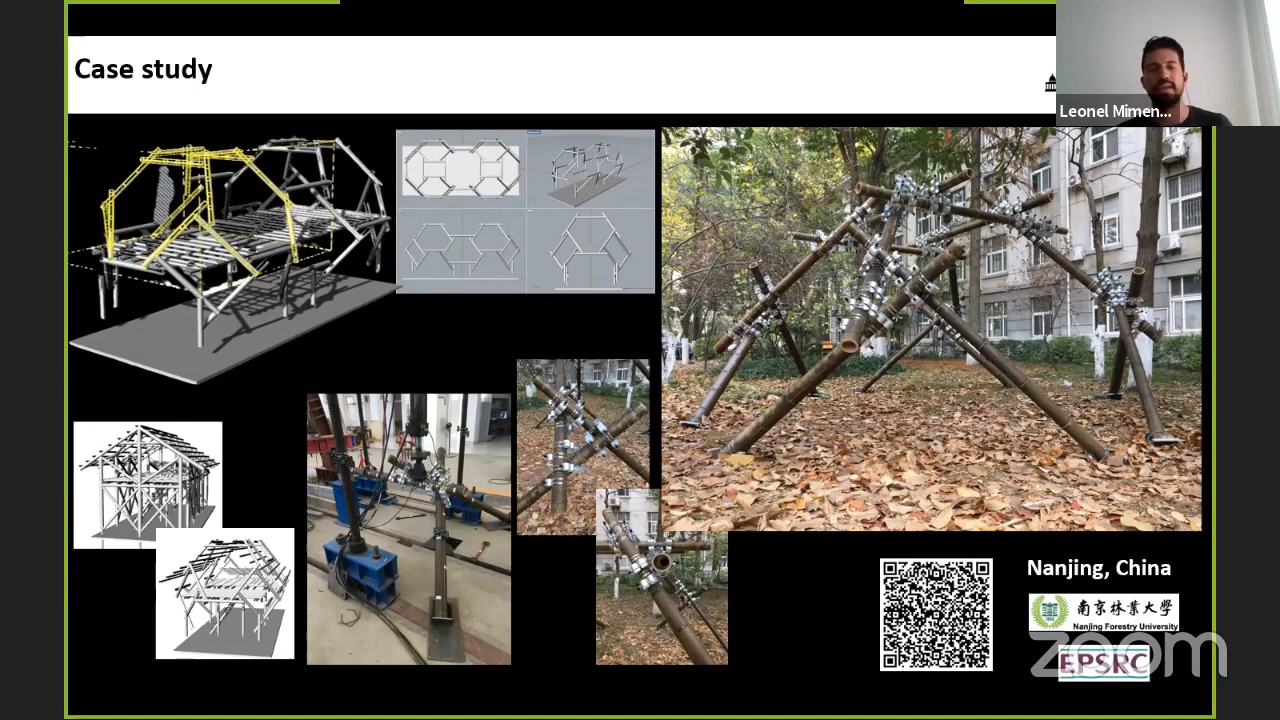 Case study
Leonel Mimen...
Nanjing, China
南京林業大學
Nanjing Forestry University
zoom
EPSRC